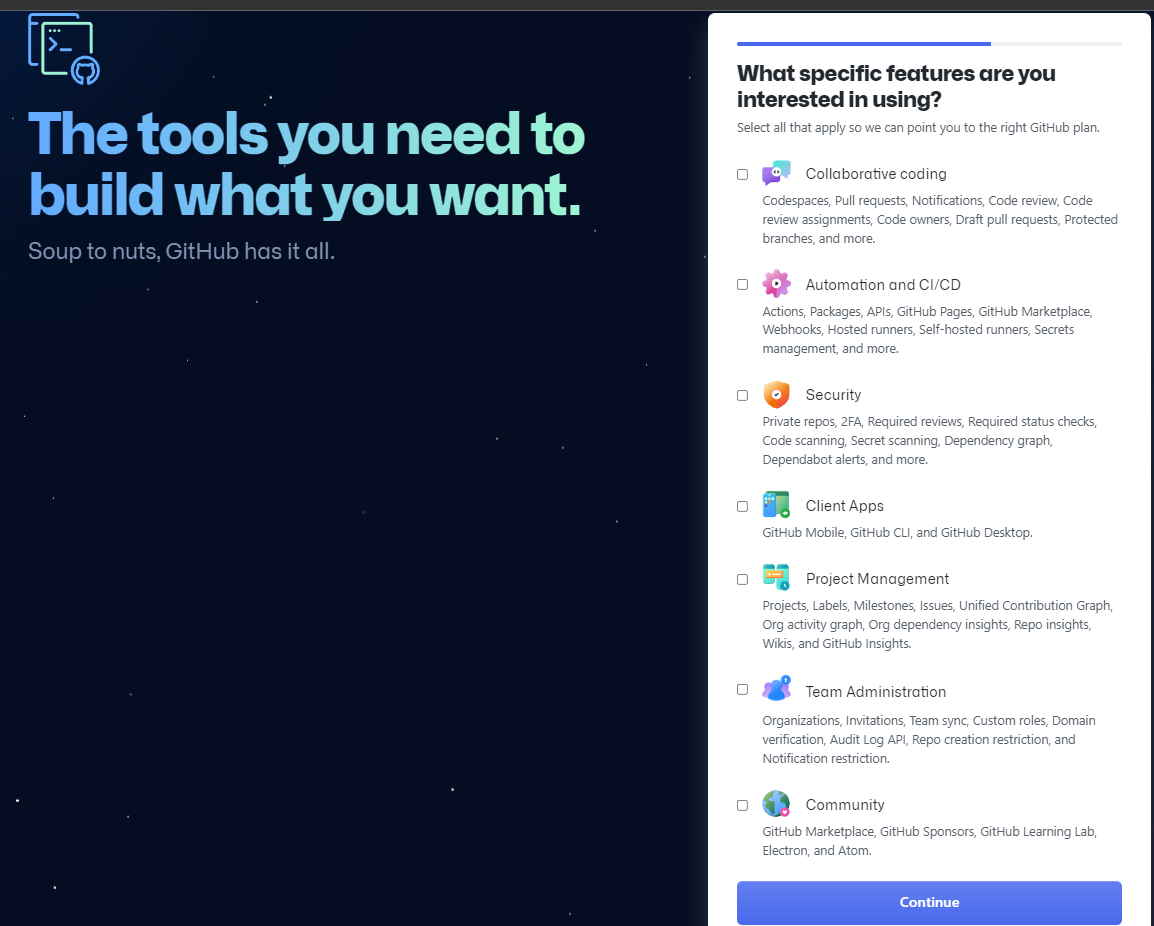 The tools you need to
build what you want.
Soup to nuts, GitHub has it all.
What specific features are you
interested in using?
Select all that apply so we can point you to the right GitHub plan.
Collaborative coding
Codespaces, Pull requests, Notifications, Code review, Code
review assignments, Code owners, Draft pull requests, Protected
branches, and more.
Automation and CI/CD
Actions, Packages, APIs, GitHub Pages, GitHub Marketplace,
Webhooks, Hosted runners, Self-hosted runners, Secrets
management, and more.
Security
Private repos, 2FA, Required reviews, Required status checks,
Code scanning, Secret scanning, Dependency graph,
Dependabot alerts, and more.
Client Apps
GitHub Mobile, GitHub CLI, and GitHub Desktop.
Project Management
Projects, Labels, Milestones, Issues, Unified Contribution Graph,
Org activity graph, Org dependency insights, Repo insights,
Wikis, and GitHub Insights.
Team Administration
Organizations, Invitations, Team sync, Custom roles, Domain
verification, Audit Log API, Repo creation restriction, and
Notification restriction.
Community
GitHub Marketplace, GitHub Sponsors, GitHub Learning Lab,
Electron, and Atom.
Continue